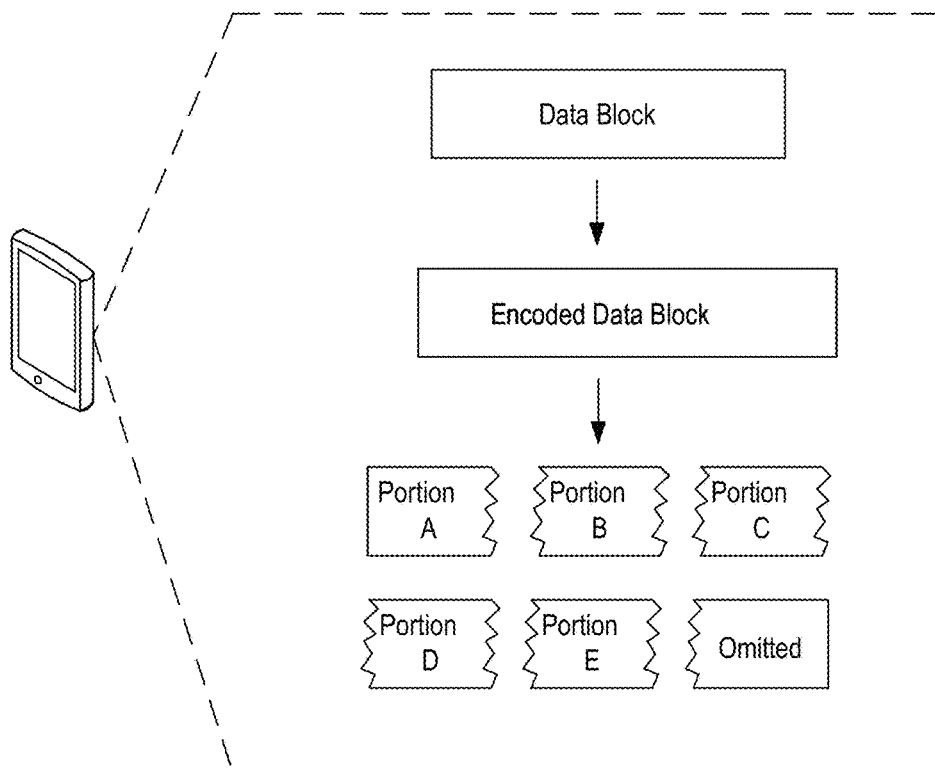 Data Block
Encoded Data Block
Portion
A
Portion
B
Portion
C
Portion
D
Portion
E
Omitted